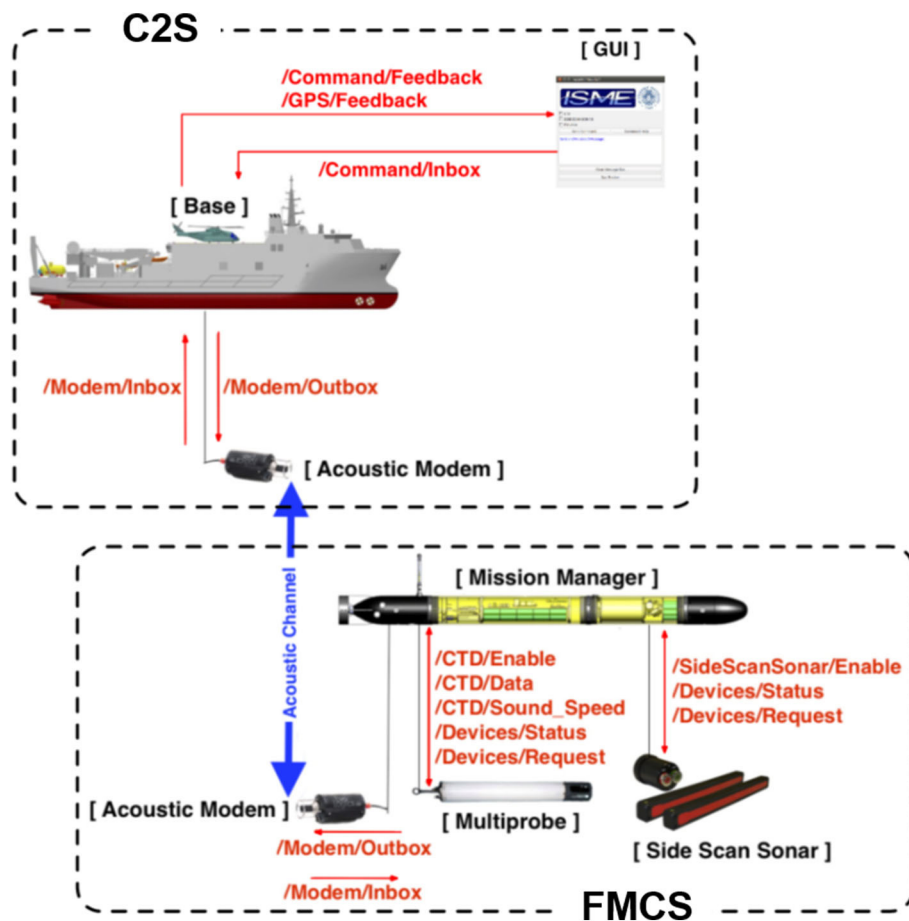 C2S
[ GUI ]
/Command/Feedback
/GPS/Feedback
ISME
/Command/Inbox
[ Base ]
/Modem/Inbox
/Modem/Outbox
[ Acoustic Modem ]
Acoustic Channel
[ Mission Manager ]
/CTD/Enable
/CTD/Data
/CTD/Sound_Speed
/Devices/Status
/Devices/Request
/SideScanSonar/Enable
/Devices/Status
/Devices/Request
[ Acoustic Modem ]
[ Multiprobe ]
[ Side Scan Sonar ]
/Modem/Outbox
/Modem/Inbox
FMCS